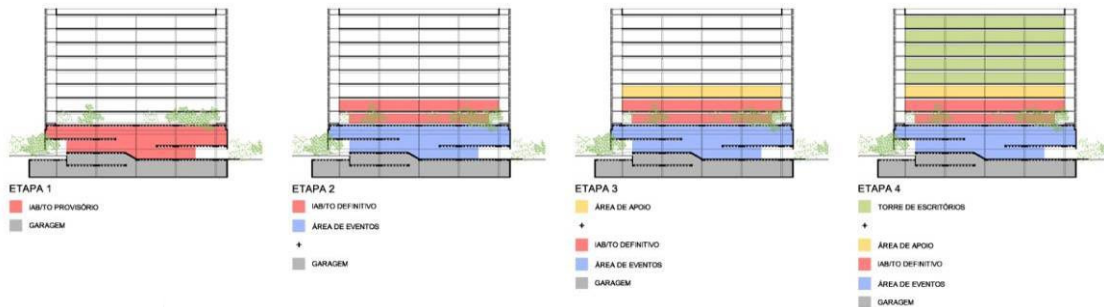 ETAPA 1
IAB/TO PROVISÓRIO
GARAGEM
ETAPA 2
IAB/TO DEFINITIVO
ÁREA DE EVENTOS
+
GARAGEM
ETAPA 3
ÁREA DE APOIO
+
IAB/TO DEFINITIVO
ÁREA DE EVENTOS
GARAGEM
ETAPA 4
TORRE DE ESCRITÓRIOS
+
ÁREA DE APOIO
IAB/TO DEFINITIVO
ÁREA DE EVENTOS
GARAGEM